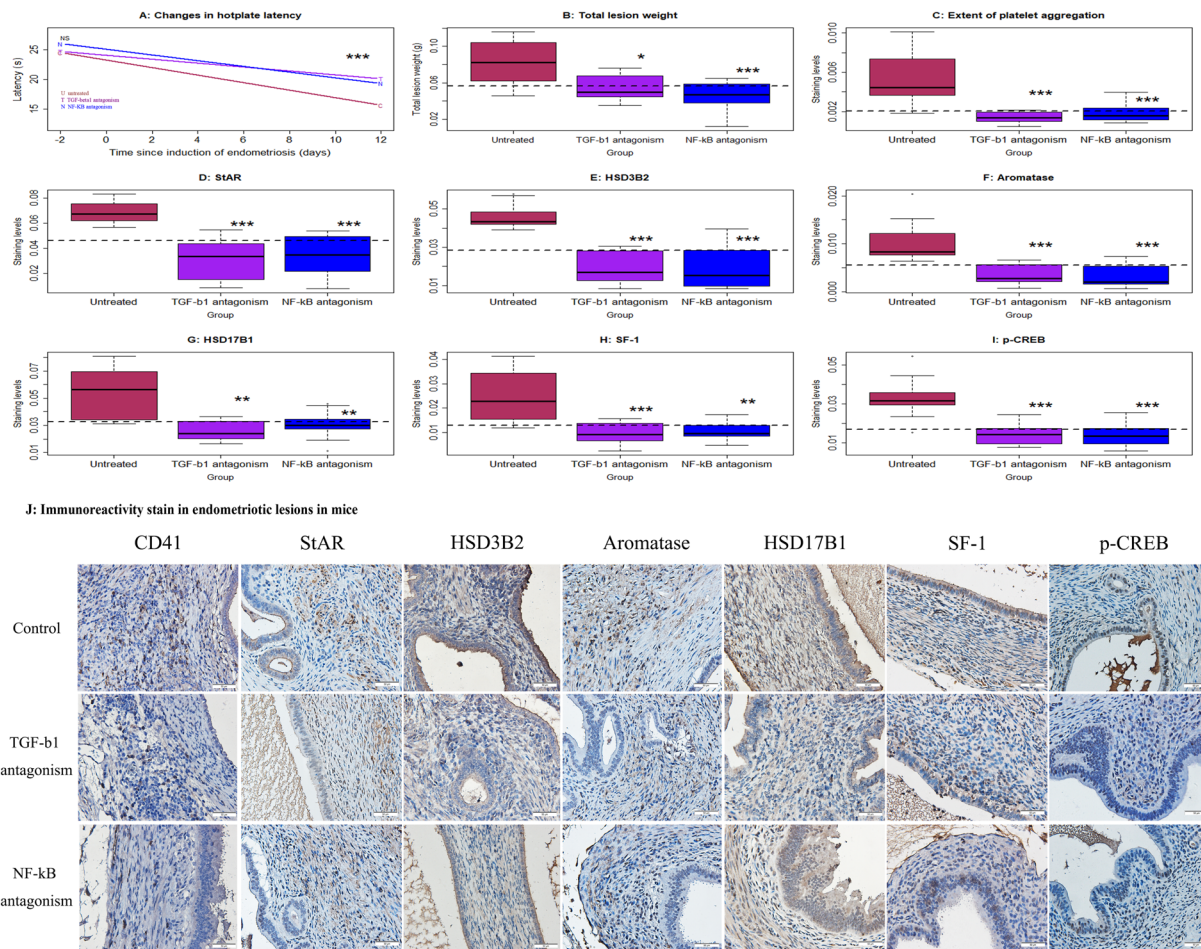 A: Changes in hotplate latency
Latency (s)
25
20
15
NS
N
T
***
T
N
C
U untreated
T TGF-beta1 antagonism
N NF-KB antagonism
-2 0 2 4 6 8 10 12
Time since induction of endometriosis (days)
B: Total lesion weight
Total lesion weight (g)
0.10
0.06
0.02
*
***
Untreated TGF-b1 antagonism NF-kB antagonism
Group
C: Extent of platelet aggregation
Staining levels
0.010
0.006
0.002
***
***
Untreated TGF-b1 antagonism NF-kB antagonism
Group
D: StAR
Staining levels
0.08
0.06
0.04
0.02
***
***
Untreated TGF-b1 antagonism NF-kB antagonism
Group
E: HSD3B2
Staining levels
0.05
0.03
0.01
***
***
Untreated TGF-b1 antagonism NF-kB antagonism
Group
F: Aromatase
Staining levels
0.020
0.010
0.000
***
***
Untreated TGF-b1 antagonism NF-kB antagonism
Group
G: HSD17B1
Staining levels
0.07
0.05
0.03
0.01
**
**
Untreated TGF-b1 antagonism NF-kB antagonism
Group
H: SF-1
Staining levels
0.04
0.03
0.02
0.01
***
**
Untreated TGF-b1 antagonism NF-kB antagonism
Group
I: p-CREB
Staining levels
0.05
0.03
0.01
***
***
Untreated TGF-b1 antagonism NF-kB antagonism
Group
J: Immunoreactivity stain in endometriotic lesions in mice
CD41 StAR HSD3B2 Aromatase HSD17B1 SF-1 p-CREB
Control
TGF-b1
antagonism
NF-kB
antagonism